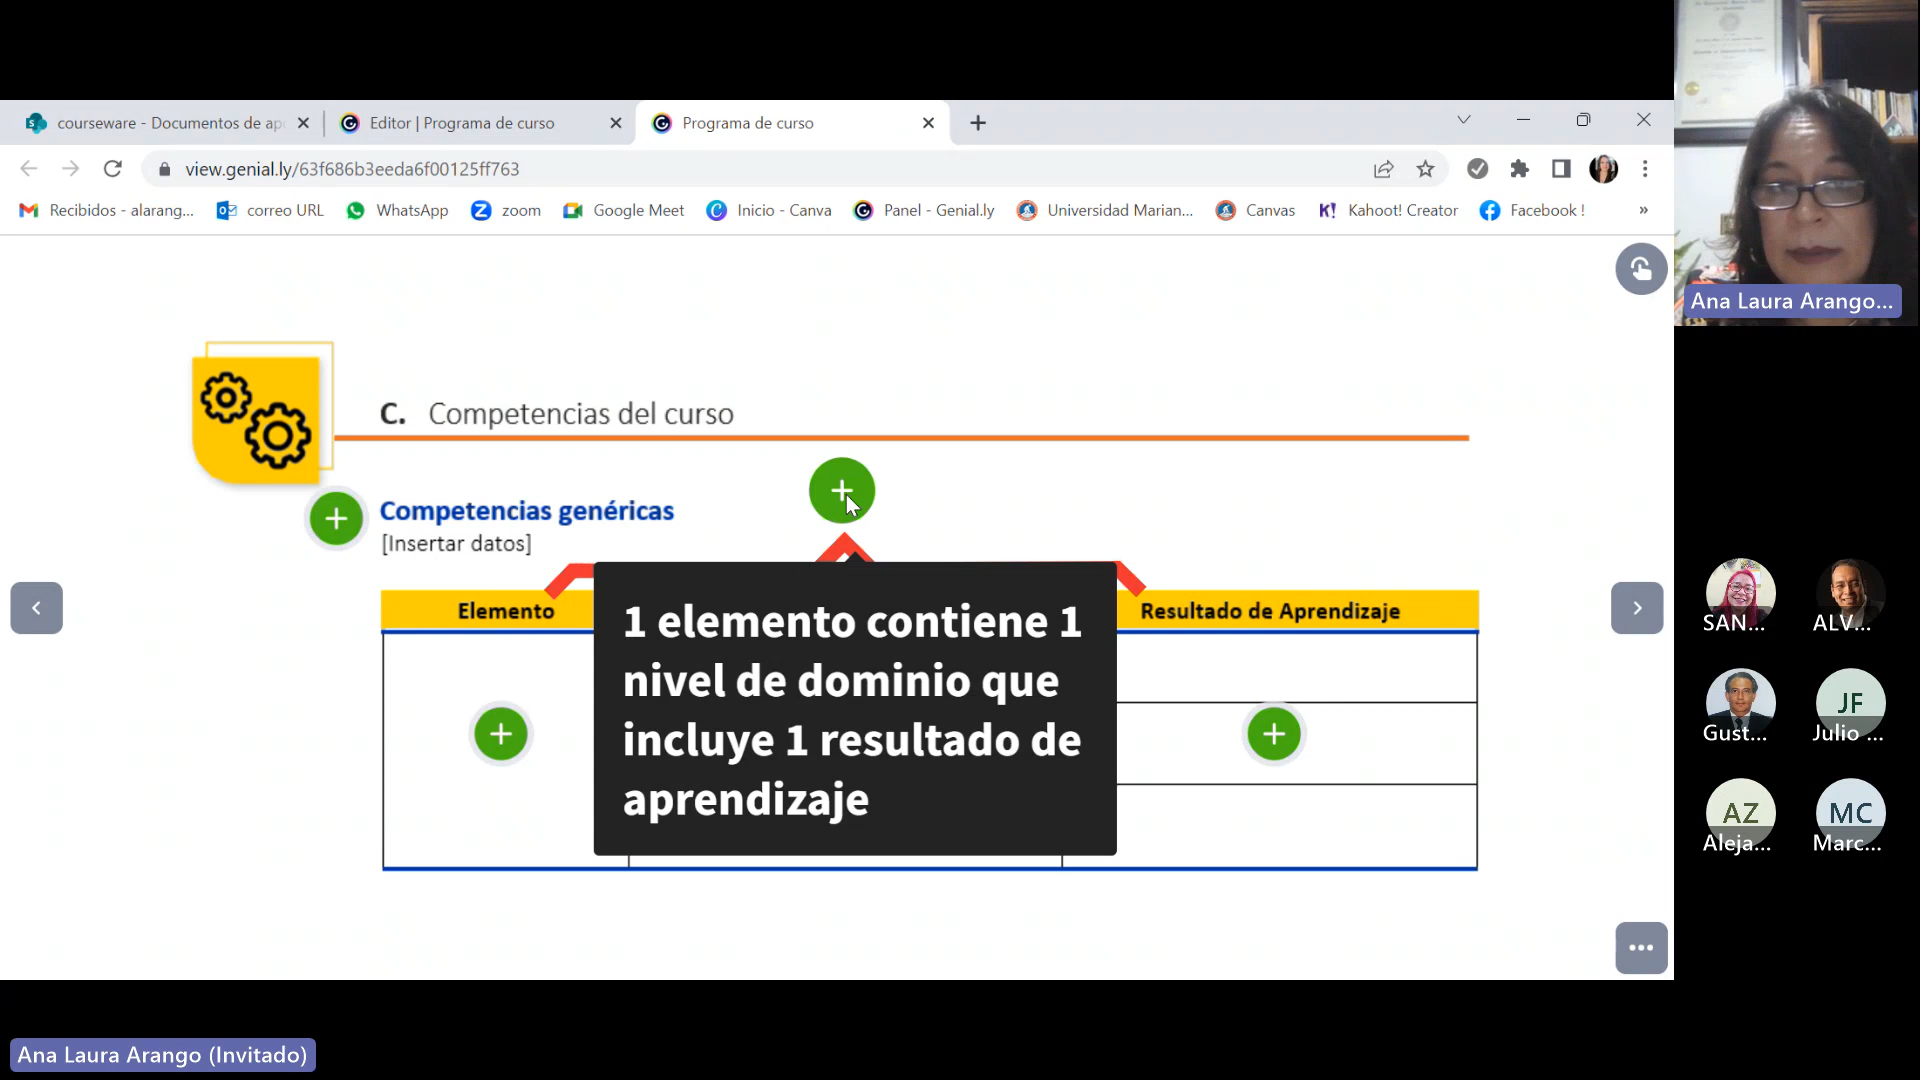 courseware - Documentos de ap
Editor | Programa de curso
Programa de curso
view.genial.ly/63f686b3eeda6f00125ff763
Recibidos - alarang...
correo URL
WhatsApp
zoom
Google Meet
Inicio - Canva
Panel - Genial.ly
Universidad Marian...
Canvas
K! Kahoot! Creator
Facebook !
»
Ana Laura Arango...
C. Competencias del curso
Competencias genéricas
[Insertar datos]
Elemento
Resultado de Aprendizaje
1 elemento contiene 1
nivel de dominio que
incluye 1 resultado de
aprendizaje
SAN...
ALV...
Gust...
JF
Julio ...
AZ
Aleja...
MC
Marc...
Ana Laura Arango (Invitado)